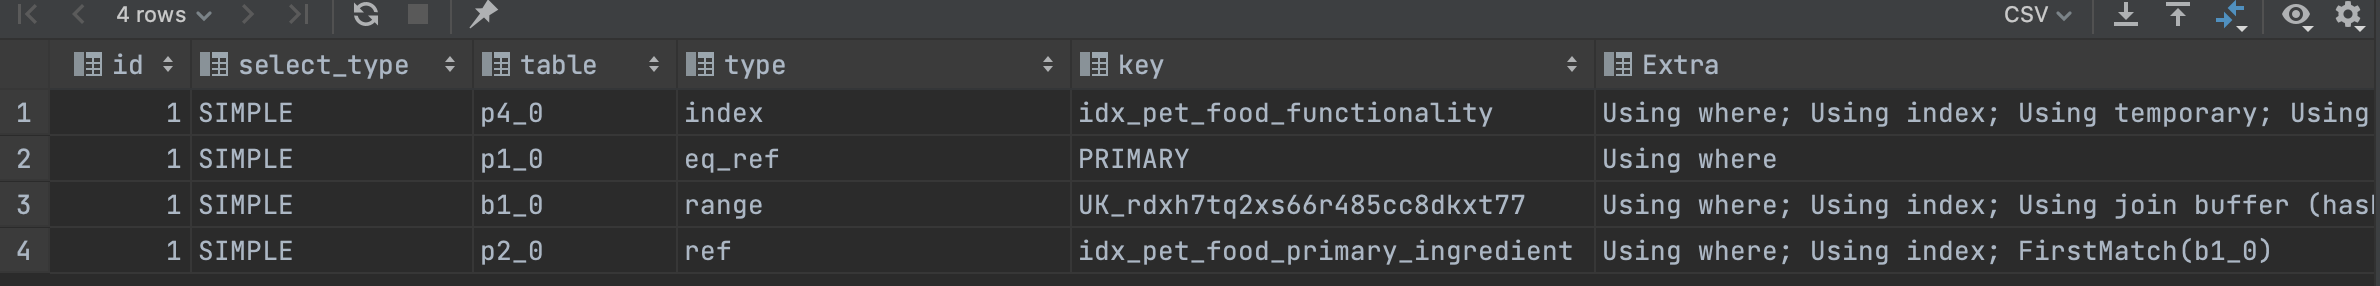 4 rows CSV
id select_type table type key Extra
1 1 SIMPLE p4_0 index idx_pet_food_functionality Using where; Using index; Using temporary; Using
2 1 SIMPLE p1_0 eq_ref PRIMARY Using where
3 1 SIMPLE b1_0 range UK_rdxh7tq2xs66r485cc8dkxt77 Using where; Using index; Using join buffer (has
4 1 SIMPLE p2_0 ref idx_pet_food_primary_ingredient Using where; Using index; FirstMatch(b1_0)